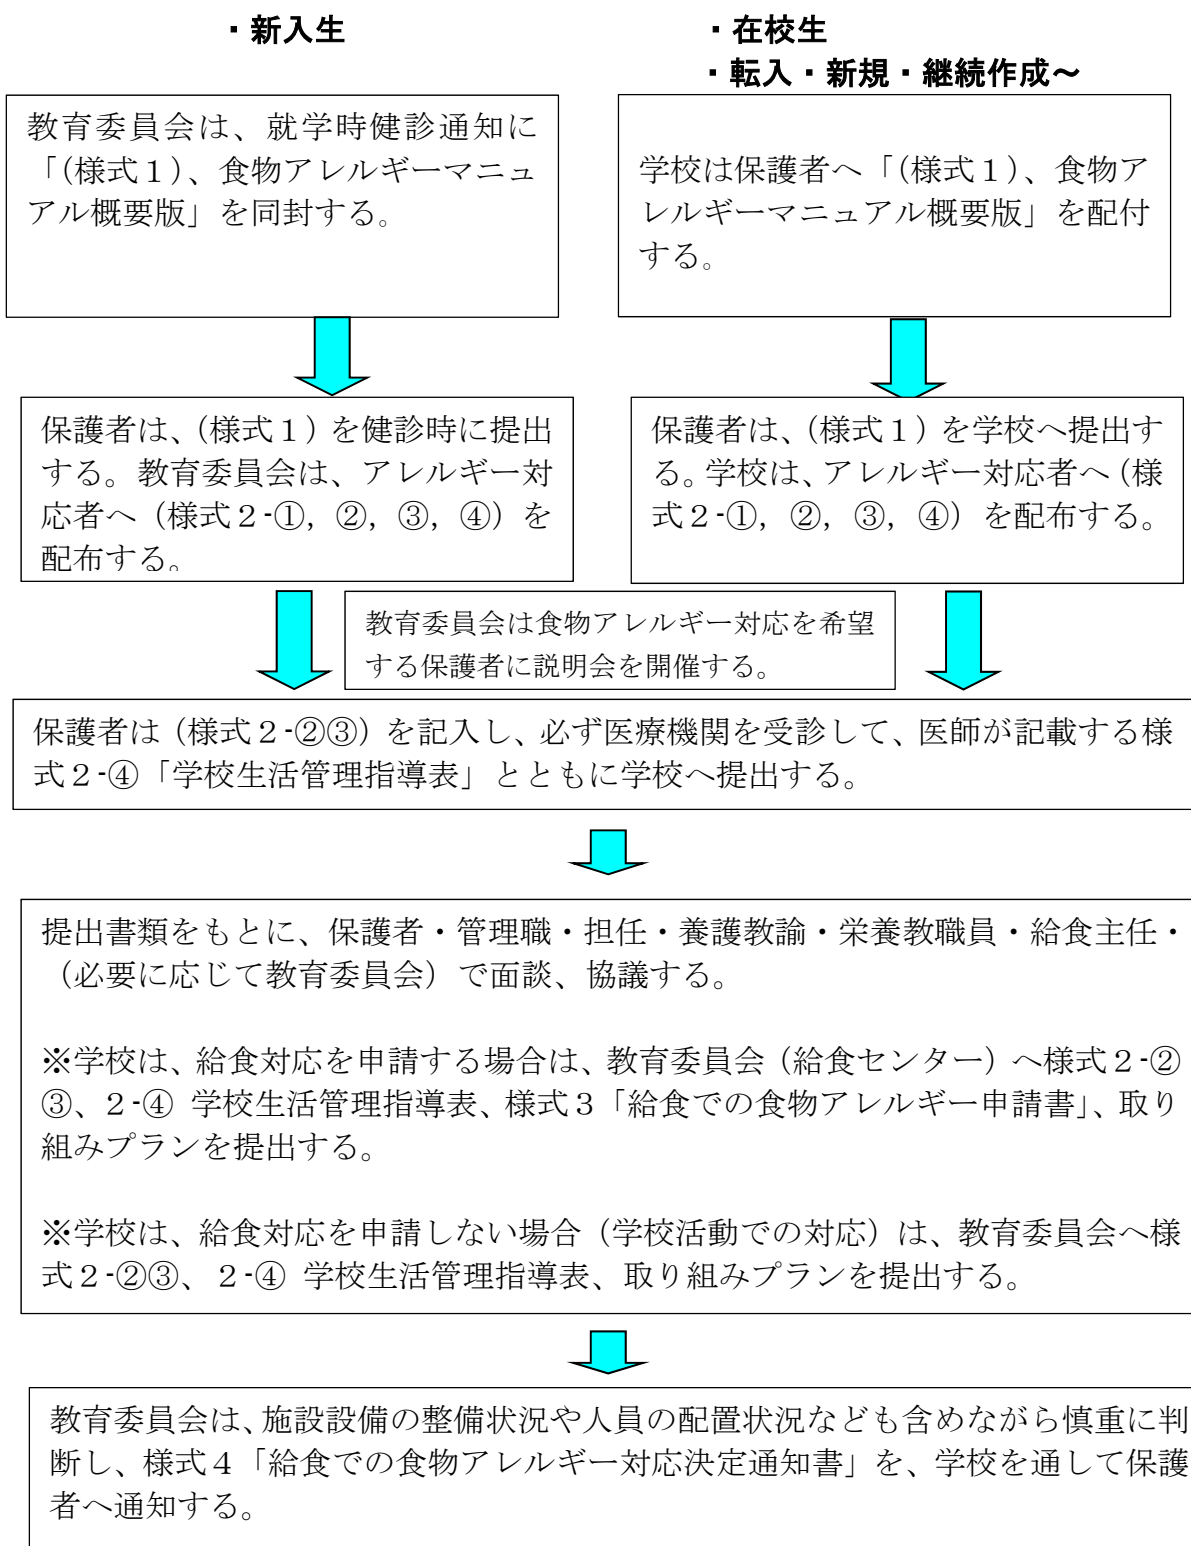 ・新入生
・在校生
・転入・新規・継続作成～
教育委員会は、就学時健診通知に
「(様式１)、食物アレルギーマニュ
アル概要版」を同封する。
学校は保護者へ「(様式１)、食物ア
レルギーマニュアル概要版」を配付
する。
保護者は、（様式１）を健診時に提出
する。教育委員会は、アレルギー対
応者へ（様式２-①，②，③，④）を
配布する。
保護者は、（様式１）を学校へ提出す
る。学校は、アレルギー対応者へ（様
式２-①，②，③，④）を配布する。
教育委員会は食物アレルギー対応を希望
する保護者に説明会を開催する。
保護者は（様式２-②③）を記入し、必ず医療機関を受診して、医師が記載する様
式２-④「学校生活管理指導表」とともに学校へ提出する。
提出書類をもとに、保護者・管理職・担任・養護教諭・栄養教職員・給食主任・
（必要に応じて教育委員会）で面談、協議する。
※学校は、給食対応を申請する場合は、教育委員会（給食センター）へ様式２-②
③、２-④ 学校生活管理指導表、様式３「給食での食物アレルギー申請書」、取り
組みプランを提出する。
※学校は、給食対応を申請しない場合（学校活動での対応）は、教育委員会へ様
式２-②③、２-④ 学校生活管理指導表、取り組みプランを提出する。
教育委員会は、施設設備の整備状況や人員の配置状況なども含めながら慎重に判
断し、様式４「給食での食物アレルギー対応決定通知書」を、学校を通して保護
者へ通知する。